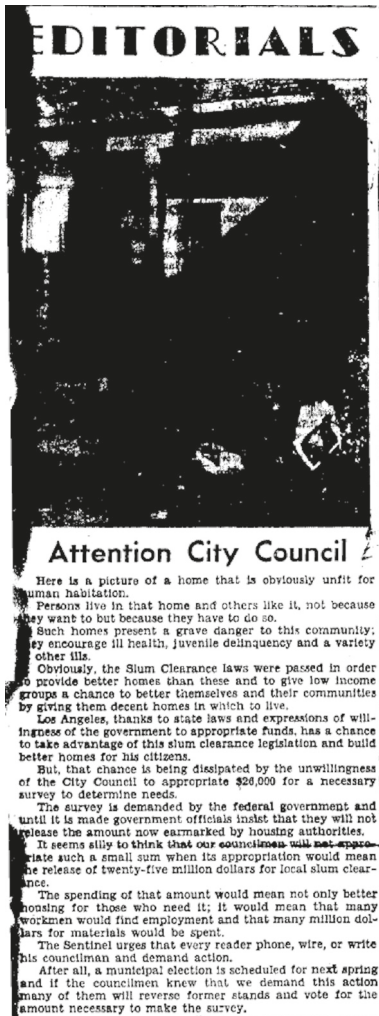 EDITORIALS
Attention City Council
Here is a picture of a home that is obviously unfit for
uman habitation.
Persons live in that home and others like it, not because
hey want to but because they have to do so.
Such homes present a grave danger to this community;
ey encourage ill health, juvenile delinquency and a variety
other ills.
Obviously, the Slum Clearance laws were passed in order
o provide better homes than these and to give low income
groups a chance to better themselves and their communities
by giving them decent homes in which to live.
Los Angeles, thanks to state laws and expressions of will-
ingness of the government to appropriate funds, has a chance
to take advantage of this slum clearance legislation and build
better homes for his citizens.
But, that chance is being dissipated by the unwillingness
of the City Council to appropriate $26,000 for a necessary
survey to determine needs.
The survey is demanded by the federal government and
until it is made government officials insist that they will not
release the amount now earmarked by housing authorities.
It seems silly to think that our councilmen will not appro-
riate such a small sum when its appropriation would mean
he release of twenty-five million dollars for local slum clear-
nce.
The spending of that amount would mean not only better
housing for those who need it; it would mean that many
workmen would find employment and that many million dol-
lars for materials would be spent.
The Sentinel urges that every reader phone, wire, or write
his councilman and demand action.
After all, a municipal election is scheduled for next spring
and if the councilmen knew that we demand this action
many of them will reverse former stands and vote for the
amount necessary to make the survey.